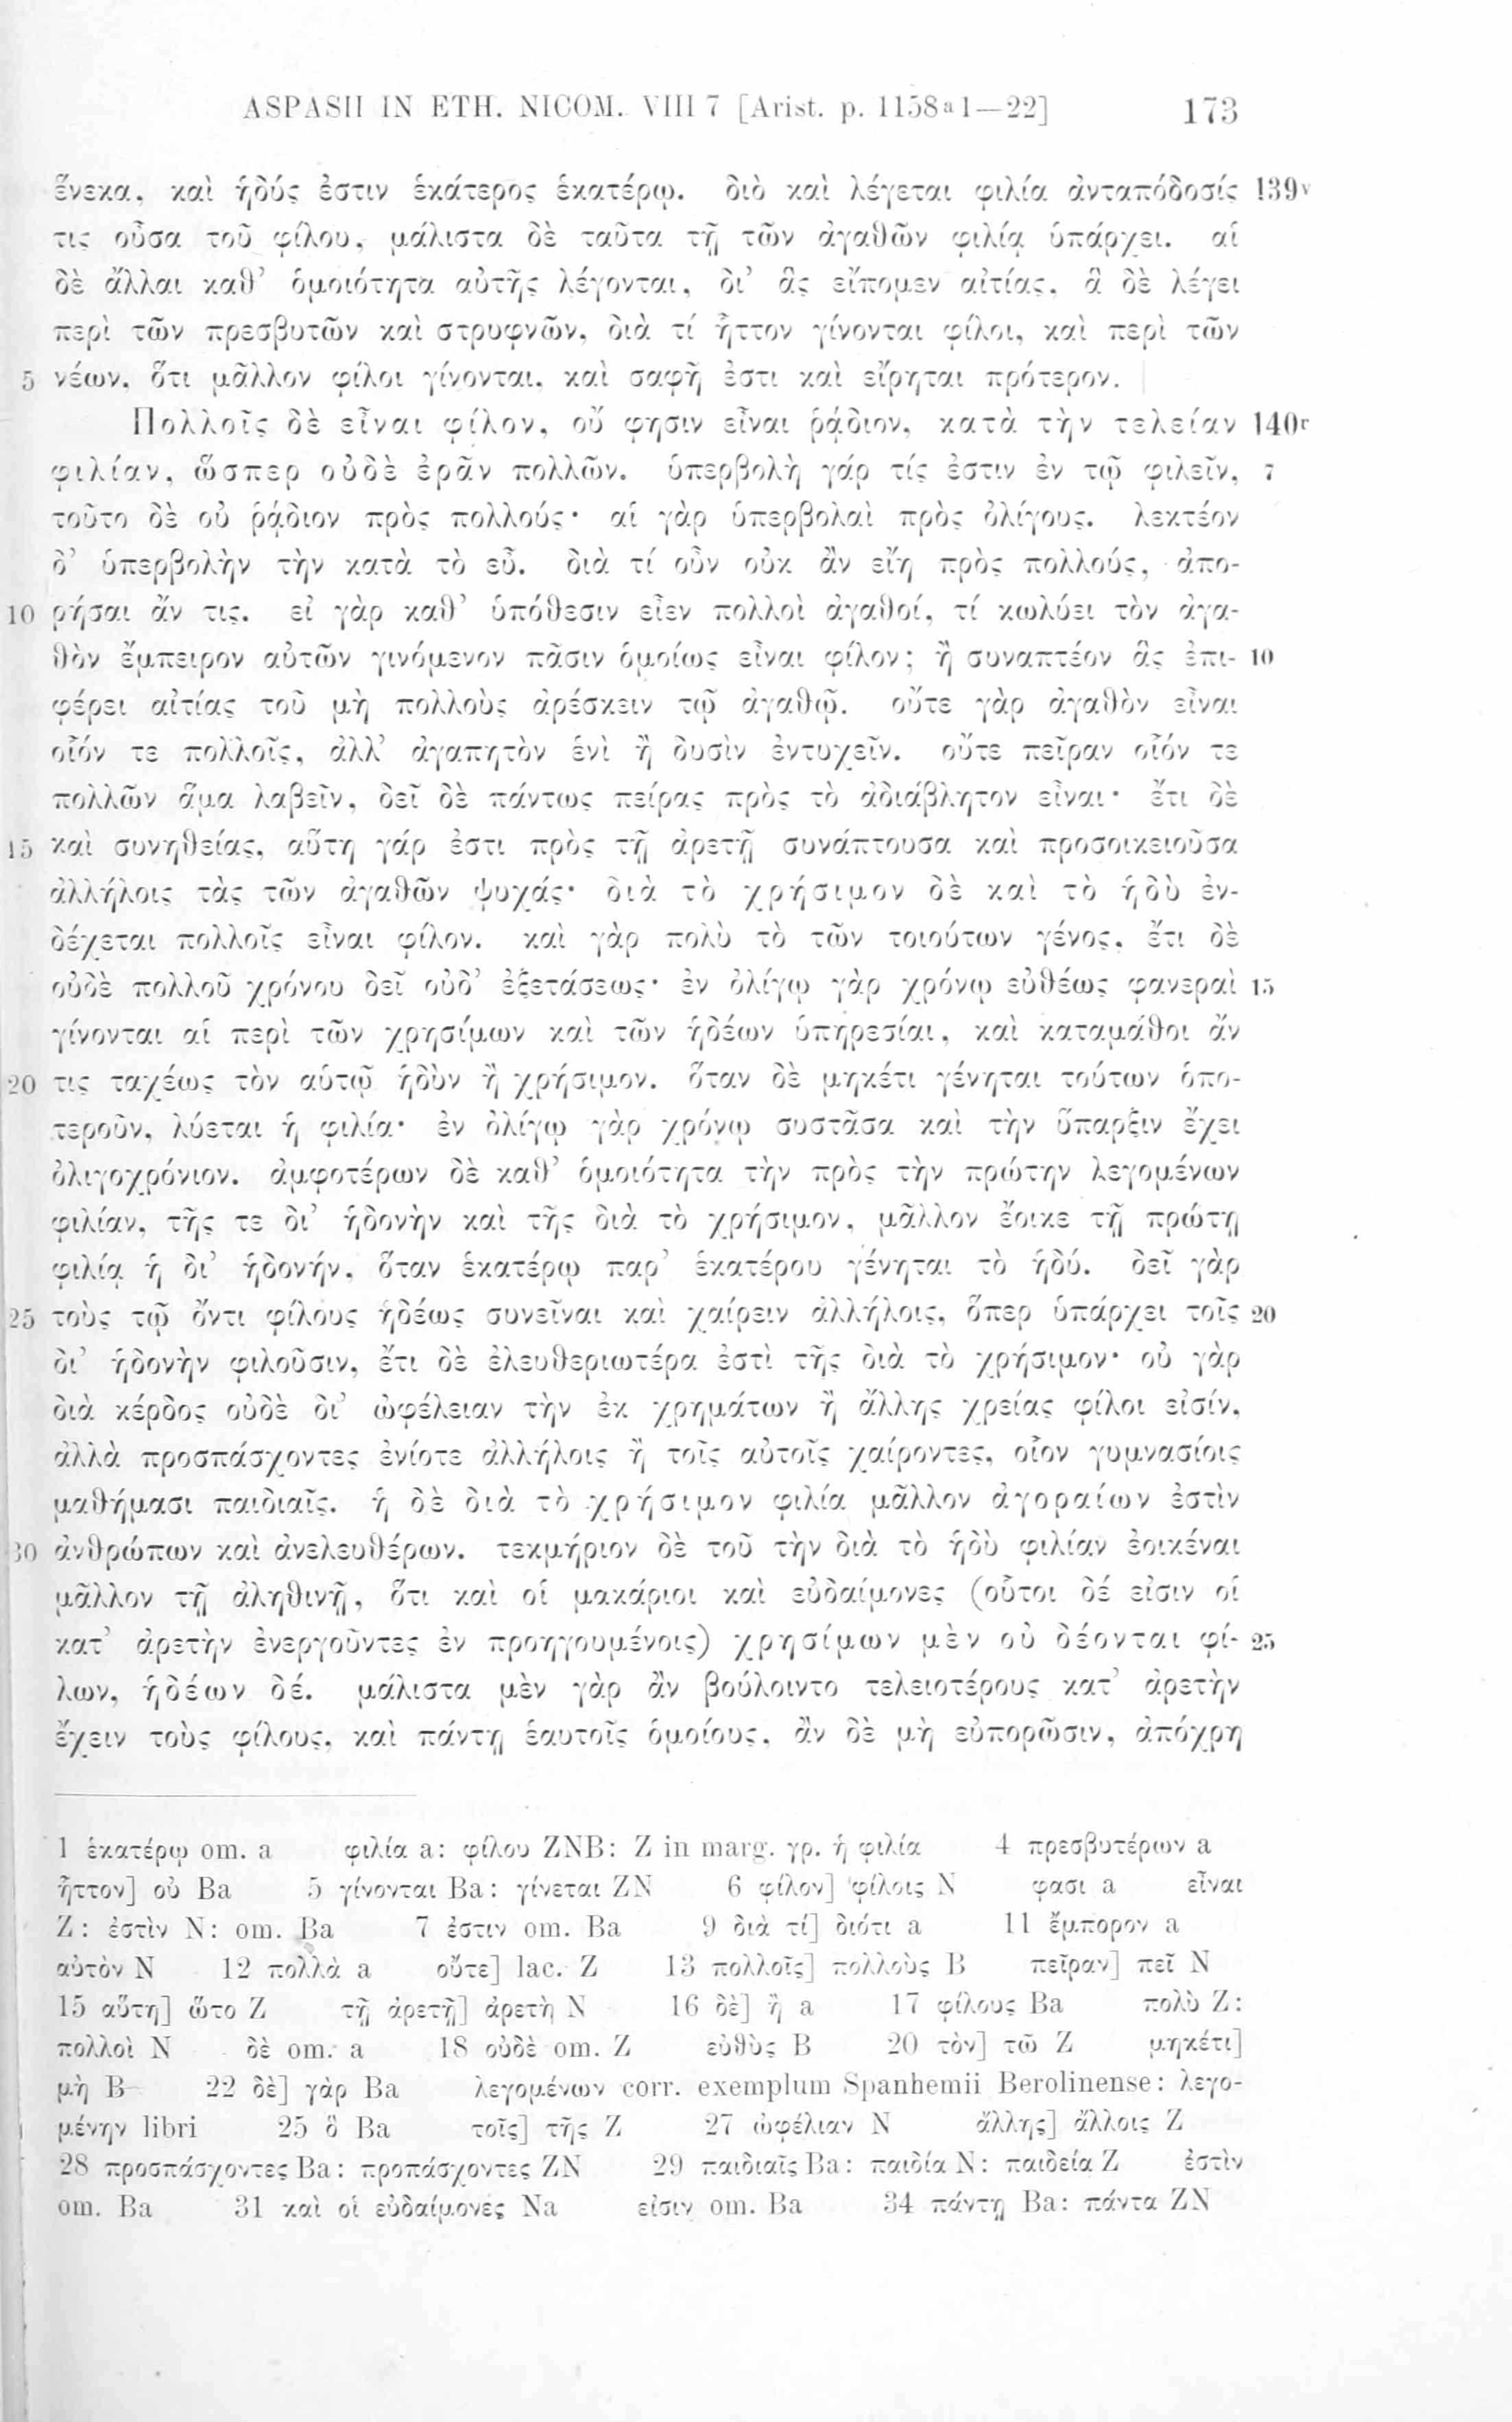 ASPASII IN ETH. NICOM. VIII 7 [Arist. p. 1158a1—22] 173
ἕνεκα, καὶ ἡδύς ἐστιν ἑκάτερος ἑκατέρῳ. διὸ καὶ λέγεται φιλία ἀνταπόδοσίς 139v
τις οὖσα τοῦ φίλου, μάλιστα δὲ ταῦτα τῇ τῶν ἀγαθῶν φιλίᾳ ὑπάρχει. αἱ
δὲ ἄλλαι καθ’ ὁμοιότητα αὐτῆς λέγονται, δι’ ἃς εἴπομεν αἰτίας. ἃ δὲ λέγει
περὶ τῶν πρεσβυτῶν καὶ στρυφνῶν, διὰ τί ἧττον γίνονται φίλοι, καὶ περὶ τῶν
5 νέων, ὅτι μᾶλλον φίλοι γίνονται, καὶ σαφῆ ἐστι καὶ εἴρηται πρότερον. |
Πολλοῖς δὲ εἶναι φίλον, οὔ φησιν εἶναι ῥᾴδιον, κατὰ τὴν τελείαν 140r
φιλίαν, ὥσπερ οὐδὲ ἐρᾶν πολλῶν. ὑπερβολὴ γάρ τίς ἐστιν ἐν τῷ φιλεῖν, 7
τοῦτο δὲ οὐ ῥᾴδιον πρὸς πολλούς· αἱ γὰρ ὑπερβολαὶ πρὸς ὀλίγους. λεκτέον
δ’ ὑπερβολὴν τὴν κατὰ τὸ εὖ. διὰ τί οὖν οὐκ ἂν εἴη πρὸς πολλούς, ἀπο-
10 ρήσαι ἄν τις. εἰ γὰρ καθ’ ὑπόθεσιν εἶεν πολλοὶ ἀγαθοί, τί κωλύει τὸν ἀγα-
θὸν ἔμπειρον αὐτῶν γινόμενον πᾶσιν ὁμοίως εἶναι φίλον; ἢ συναπτέον ἃς ἐπι- 10
φέρει αἰτίας τοῦ μὴ πολλοὺς ἀρέσκειν τῷ ἀγαθῷ. οὔτε γὰρ ἀγαθὸν εἶναι
οἷόν τε πολλοῖς, ἀλλ’ ἀγαπητὸν ἑνὶ ἢ δυσὶν ἐντυχεῖν. οὔτε πεῖραν οἷόν τε
πολλῶν ἅμα λαβεῖν, δεῖ δὲ πάντως πείρας πρὸς τὸ ἀδιάβλητον εἶναι· ἔτι δὲ
15 καὶ συνηθείας, αὕτη γάρ ἐστι πρὸς τῇ ἀρετῇ συνάπτουσα καὶ προσοικειοῦσα
ἀλλήλοις τὰς τῶν ἀγαθῶν ψυχάς· διὰ τὸ χρήσιμον δὲ καὶ τὸ ἡδὺ ἐν-
δέχεται πολλοῖς εἶναι φίλον. καὶ γὰρ πολὺ τὸ τῶν τοιούτων γένος, ἔτι δὲ
οὐδὲ πολλοῦ χρόνου δεῖ οὐδ’ ἐξετάσεως· ἐν ὀλίγῳ γὰρ χρόνῳ εὐθέως φανεραὶ 15
γίνονται αἱ περὶ τῶν χρησίμων καὶ τῶν ἡδέων ὑπηρεσίαι, καὶ καταμάθοι ἄν
20 τις ταχέως τὸν αὑτῷ ἡδὺν ἢ χρήσιμον. ὅταν δὲ μηκέτι γένηται τούτων ὁπο-
τεροῦν, λύεται ἡ φιλία· ἐν ὀλίγῳ γὰρ χρόνῳ συστᾶσα καὶ τὴν ὕπαρξιν ἔχει
ὀλιγοχρόνιον. ἀμφοτέρων δὲ καθ’ ὁμοιότητα τὴν πρὸς τὴν πρώτην λεγομένων
φιλίαν, τῆς τε δι’ ἡδονὴν καὶ τῆς διὰ τὸ χρήσιμον, μᾶλλον ἔοικε τῇ πρώτῃ
φιλίᾳ ἡ δι’ ἡδονήν, ὅταν ἑκατέρῳ παρ’ ἑκατέρου γένηται τὸ ἡδύ. δεῖ γὰρ
25 τοὺς τῷ ὄντι φίλους ἡδέως συνεῖναι καὶ χαίρειν ἀλλήλοις, ὅπερ ὑπάρχει τοῖς 20
δι’ ἡδονὴν φιλοῦσιν, ἔτι δὲ ἐλευθεριωτέρα ἐστὶ τῆς διὰ τὸ χρήσιμον· οὐ γὰρ
διὰ κέρδος οὐδὲ δι’ ὠφέλειαν τὴν ἐκ χρημάτων ἢ ἄλλης χρείας φίλοι εἰσίν,
ἀλλὰ προσπάσχοντες ἐνίοτε ἀλλήλοις ἢ τοῖς αὐτοῖς χαίροντες, οἷον γυμνασίοις
μαθήμασι παιδιαῖς. ἡ δὲ διὰ τὸ χρήσιμον φιλία μᾶλλον ἀγοραίων ἐστὶν
30 ἀνθρώπων καὶ ἀνελευθέρων. τεκμήριον δὲ τοῦ τὴν διὰ τὸ ἡδὺ φιλίαν ἐοικέναι
μᾶλλον τῇ ἀληθινῇ, ὅτι καὶ οἱ μακάριοι καὶ εὐδαίμονες (οὗτοι δέ εἰσιν οἱ
κατ’ ἀρετὴν ἐνεργοῦντες ἐν προηγουμένοις) χρησίμων μὲν οὐ δέονται φί- 25
λων, ἡδέων δέ. μάλιστα μὲν γὰρ ἂν βούλοιντο τελειοτέρους κατ’ ἀρετὴν
ἔχειν τοὺς φίλους, καὶ πάντῃ ἑαυτοῖς ὁμοίους, ἂν δὲ μὴ εὐπορῶσιν, ἀπόχρη
1 ἑκατέρῳ om. a φιλία a: φίλου ZNB: Z in marg. γρ. ἡ φιλία 4 πρεσβυτέρων a
ἧττον] οὐ Ba 5 γίνονται Ba: γίνεται ZN 6 φίλον] φίλοις N φασι a εἶναι
Z: ἐστὶν N: om. Ba 7 ἐστιν om. Ba 9 διὰ τί] διότι a 11 ἔμπορον a
αὐτὸν N 12 πολλὰ a οὔτε] lac. Z 13 πολλοῖς] πολλοὺς B πεῖραν] πεῖ N
15 αὕτη] ὥτο Z τῇ ἀρετῇ] ἀρετὴ N 16 δὲ] ἢ a 17 φίλους Ba πολὺ Z:
πολλοὶ N δὲ om. a 18 οὐδὲ om. Z εὐθὺς B 20 τὸν] τῶ Z μηκέτι]
μὴ B 22 δὲ] γὰρ Ba λεγομένων corr. exemplum Spanhemii Berolinense: λεγο-
μένην libri 25 ὃ Ba τοῖς] τῆς Z 27 ὠφέλιαν N ἄλλης] ἄλλοις Z
28 προσπάσχοντες Ba: προπάσχοντες ZN 29 παιδιαῖς Ba: παιδία N: παιδεία Z ἐστὶν
om. Ba 31 καὶ οἱ εὐδαίμονες Na εἰσιν om. Ba 34 πάντῃ Ba: πάντα ZN